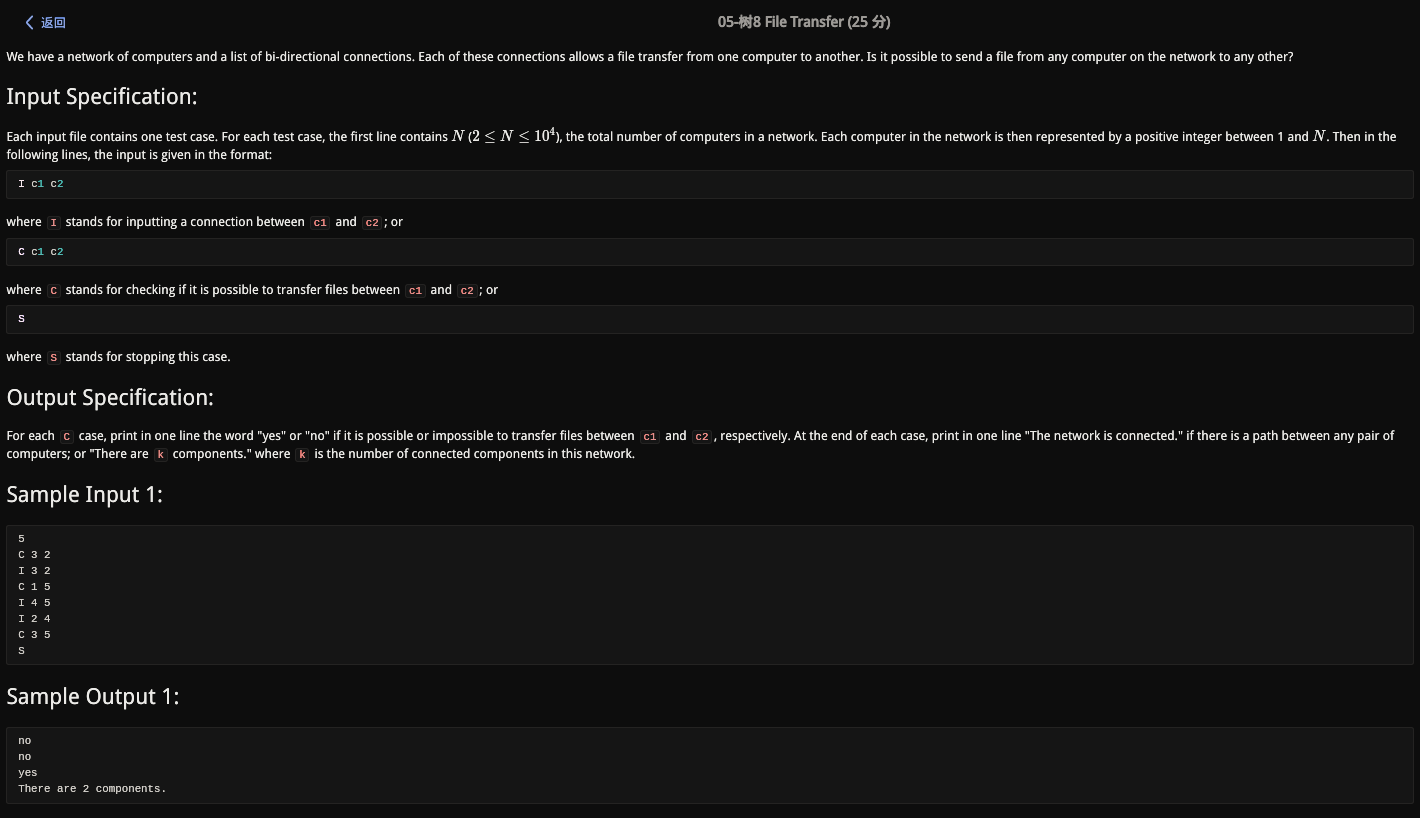 返回
05-树8 File Transfer (25 分)
We have a network of computers and a list of bi-directional connections. Each of these connections allows a file transfer from one computer to another. Is it possible to send a file from any computer on the network to any other?
Input Specification:
Each input file contains one test case. For each test case, the first line contains N (2 ≤ N ≤ 10⁴), the total number of computers in a network. Each computer in the network is then represented by a positive integer between 1 and N. Then in the
following lines, the input is given in the format:
I c1 c2
where I stands for inputting a connection between c1 and c2 ; or
C c1 c2
where C stands for checking if it is possible to transfer files between c1 and c2 ; or
S
where S stands for stopping this case.
Output Specification:
For each C case, print in one line the word "yes" or "no" if it is possible or impossible to transfer files between c1 and c2 , respectively. At the end of each case, print in one line "The network is connected." if there is a path between any pair of
computers; or "There are k components." where k is the number of connected components in this network.
Sample Input 1:
5
C 3 2
I 3 2
C 1 5
I 4 5
I 2 4
C 3 5
S
Sample Output 1:
no
no
yes
There are 2 components.